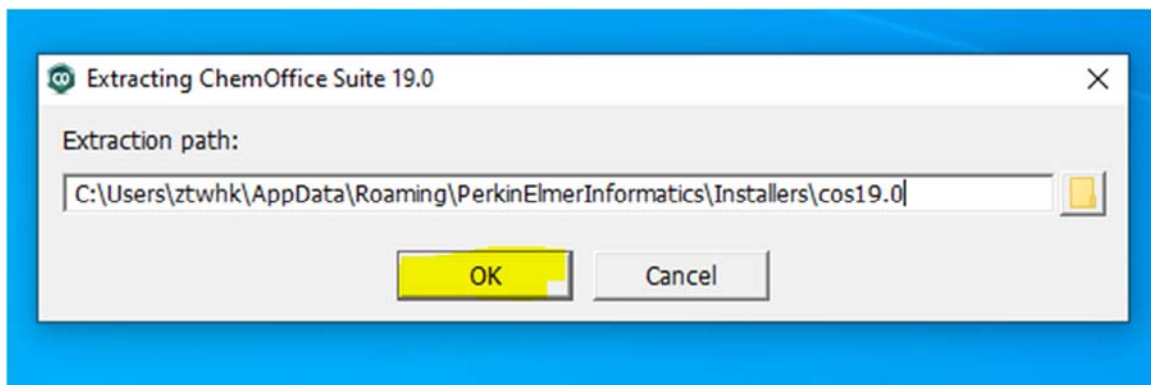 Extracting ChemOffice Suite 19.0
Extraction path:
C:\Users\ztwhk\AppData\Roaming\PerkinElmerInformatics\Installers\cos19.0
OK
Cancel